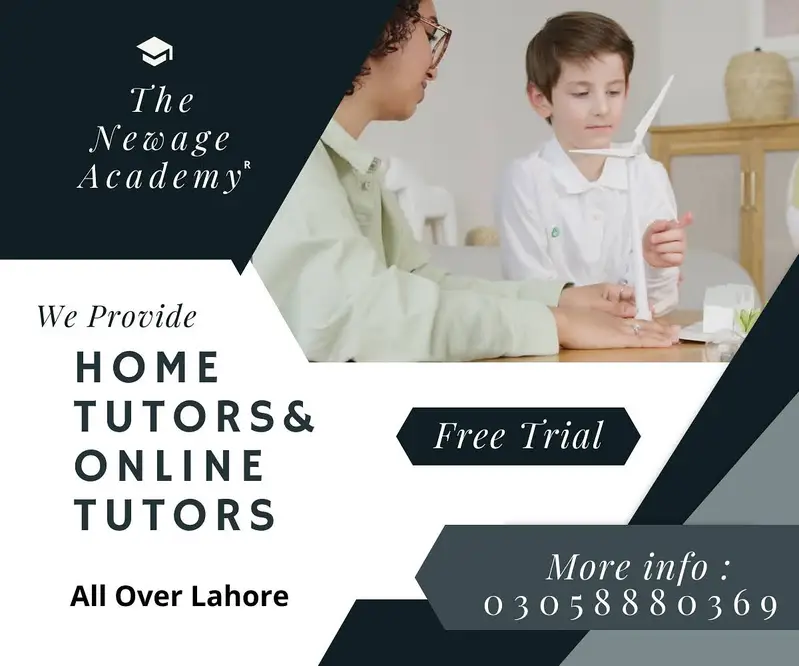 The
Newage
Academy R
We Provide
HOME
TUTORS&
ONLINE
TUTORS
All Over Lahore
Free Trial
More info :
03058880369